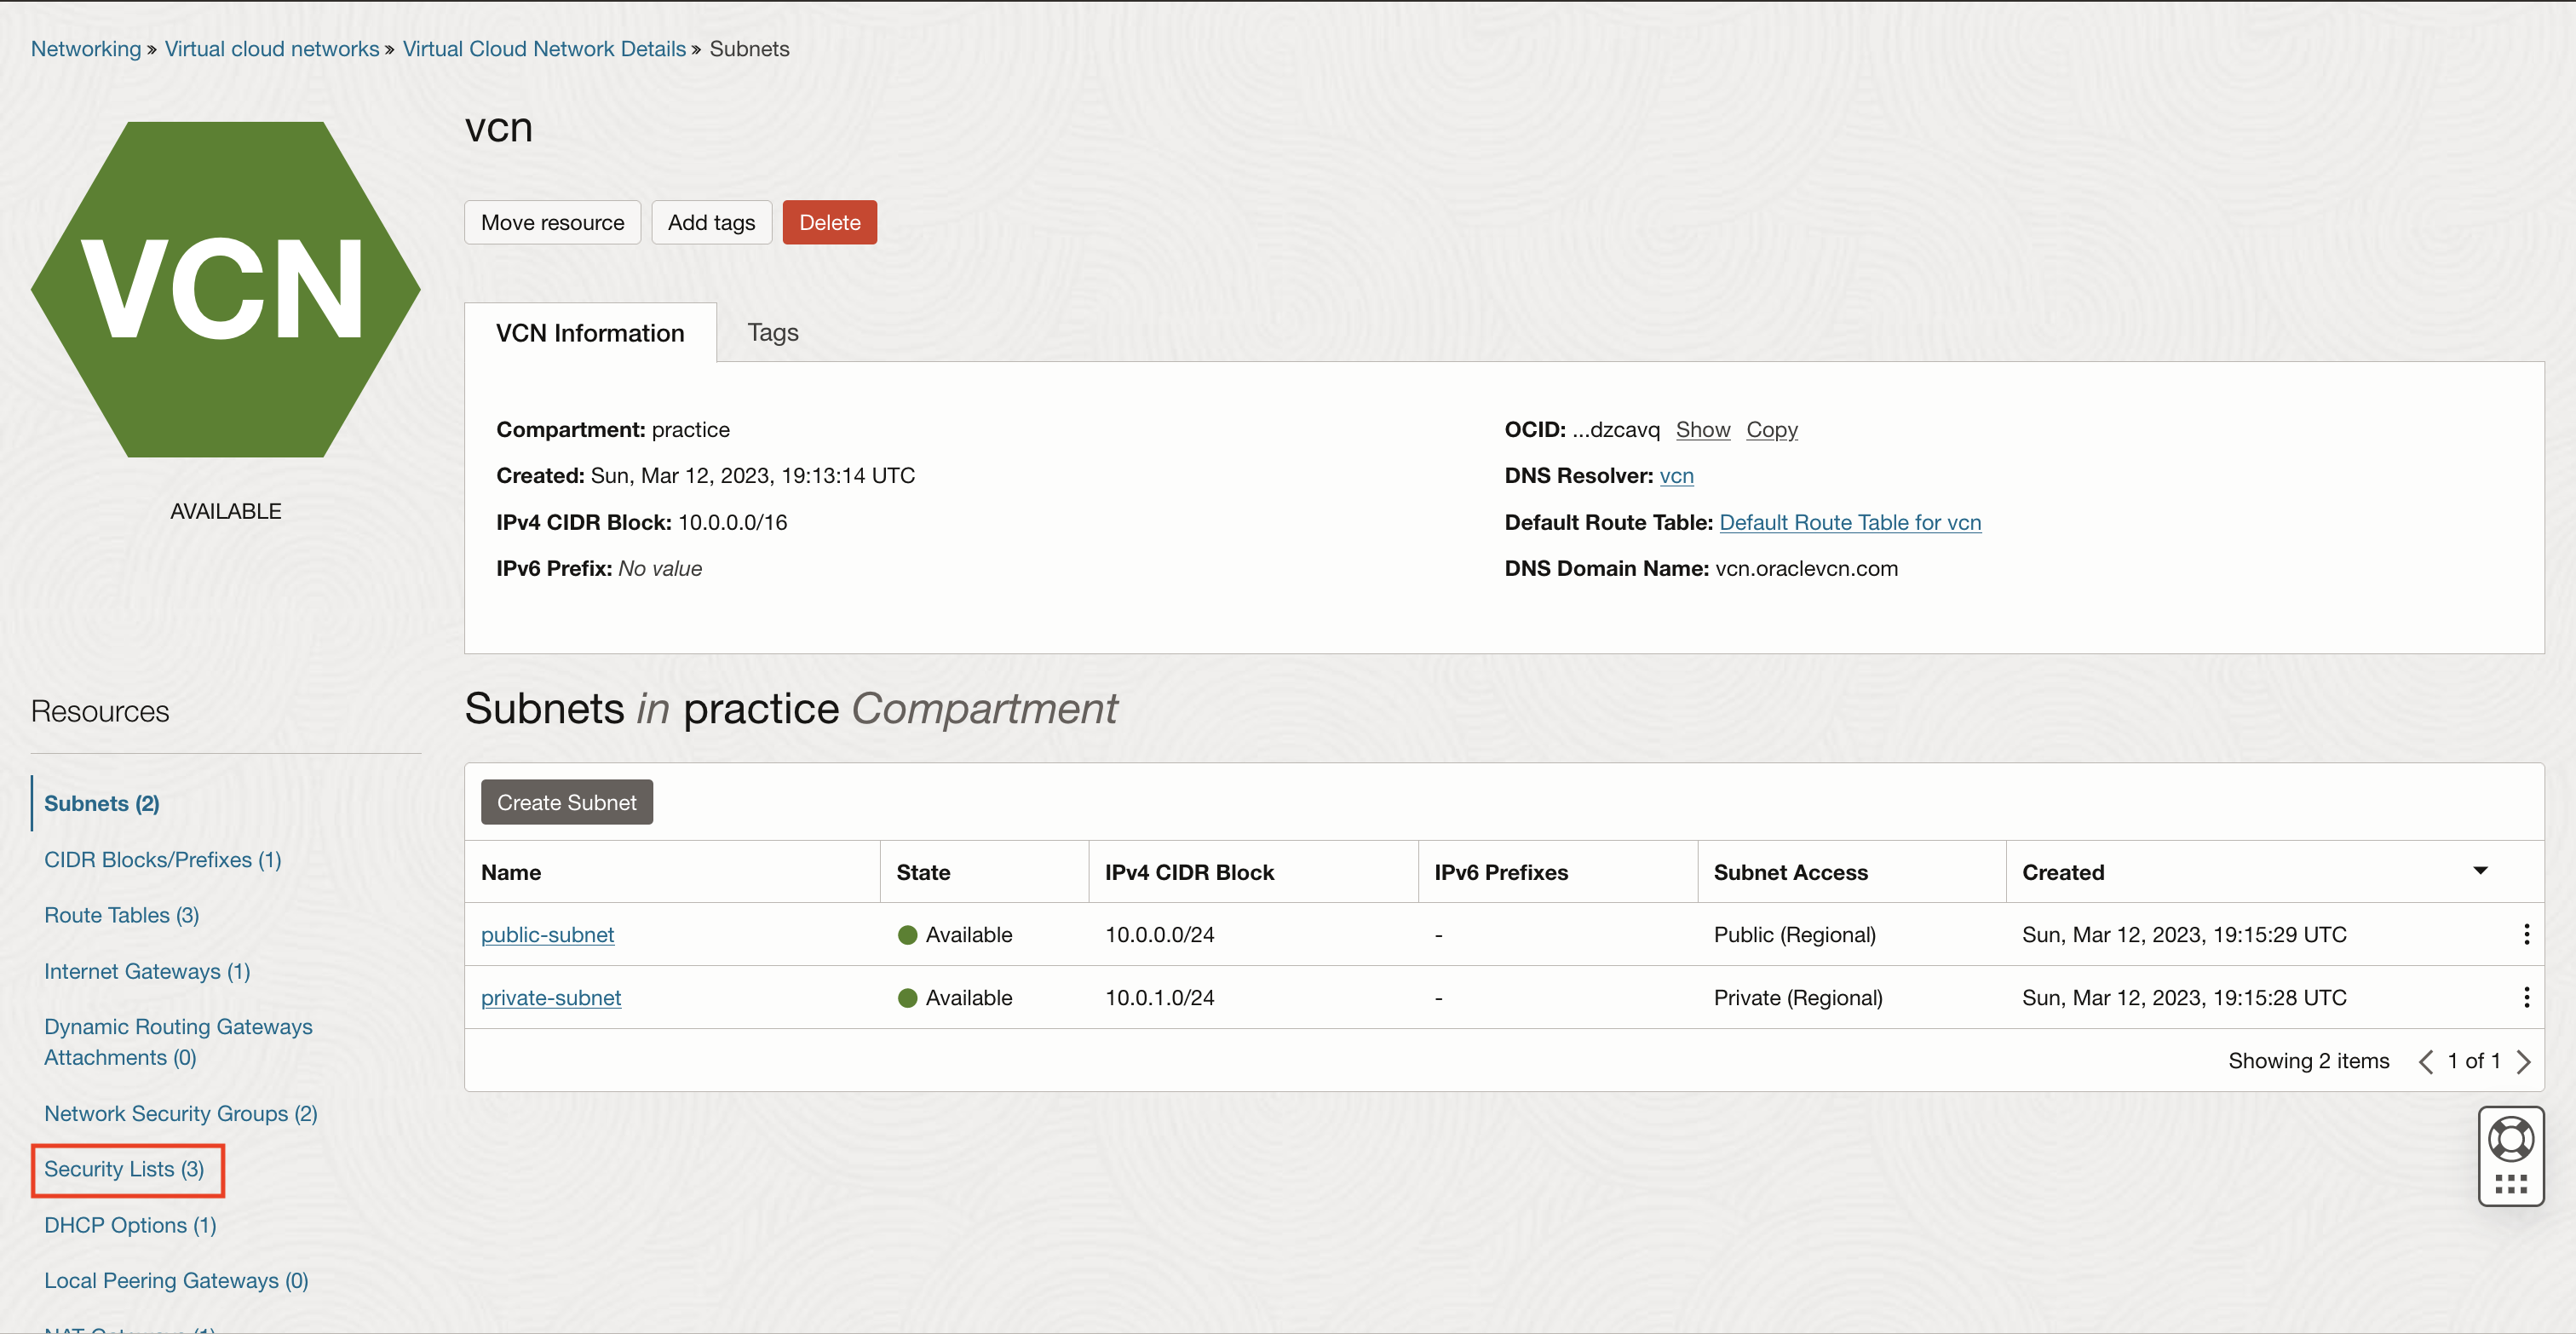 Networking » Virtual cloud networks » Virtual Cloud Network Details » Subnets
VCN
AVAILABLE
vcn
Move resource Add tags Delete
VCN Information Tags
Compartment: practice
Created: Sun, Mar 12, 2023, 19:13:14 UTC
IPv4 CIDR Block: 10.0.0.0/16
IPv6 Prefix: No value
OCID: ...dzcavq Show Copy
DNS Resolver: vcn
Default Route Table: Default Route Table for vcn
DNS Domain Name: vcn.oraclevcn.com
Resources
Subnets (2)
CIDR Blocks/Prefixes (1)
Route Tables (3)
Internet Gateways (1)
Dynamic Routing Gateways
Attachments (0)
Network Security Groups (2)
Security Lists (3)
DHCP Options (1)
Local Peering Gateways (0)
NAT Gateways (1)
Subnets in practice Compartment
Create Subnet
Name State IPv4 CIDR Block IPv6 Prefixes Subnet Access Created
public-subnet Available 10.0.0.0/24 - Public (Regional) Sun, Mar 12, 2023, 19:15:29 UTC
private-subnet Available 10.0.1.0/24 - Private (Regional) Sun, Mar 12, 2023, 19:15:28 UTC
Showing 2 items < 1 of 1 >